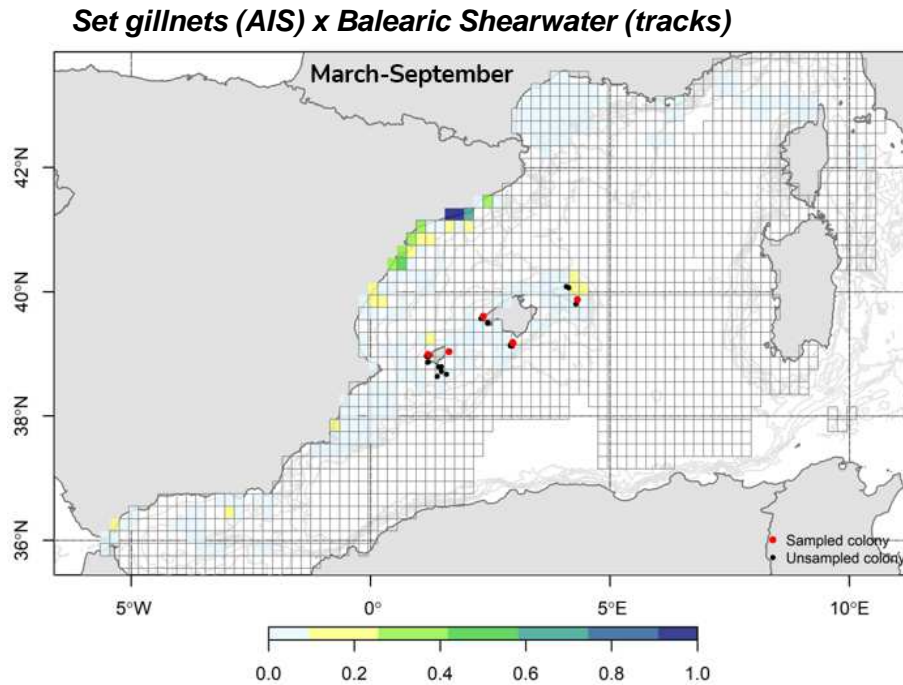 Set gillnets (AIS) x Balearic Shearwater (tracks)
March-September
42°N
40°N
38°N
36°N
Sampled colony
Unsampled colony
5°W 0° 5°E 10°E
0.0 0.2 0.4 0.6 0.8 1.0